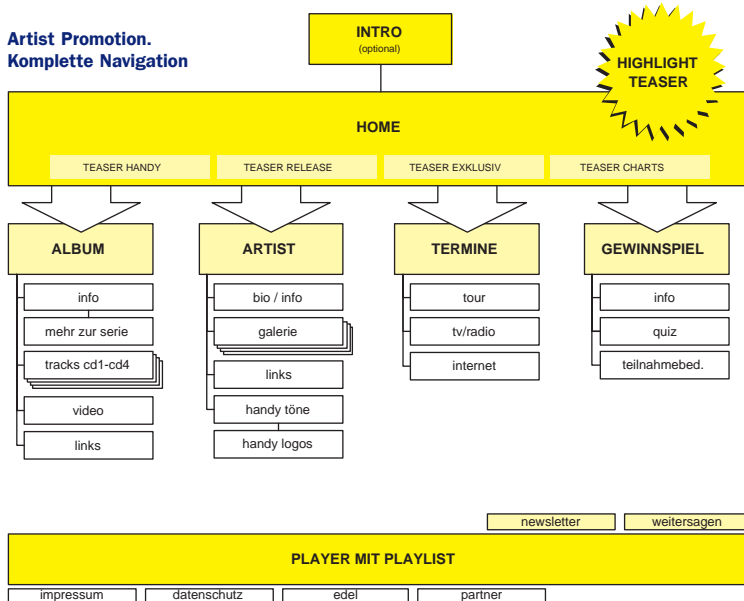 Artist Promotion.
Komplette Navigation
INTRO
(optional)
HIGHLIGHT
TEASER
HOME
TEASER HANDY
TEASER RELEASE
TEASER EXKLUSIV
TEASER CHARTS
ALBUM
info
mehr zur serie
tracks cd1-cd4
video
links
ARTIST
bio / info
galerie
links
handy töne
handy logos
TERMINE
tour
tv/radio
internet
GEWINNSPIEL
info
quiz
teilnahmebed.
newsletter
weitersagen
PLAYER MIT PLAYLIST
impressum
datenschutz
edel
partner